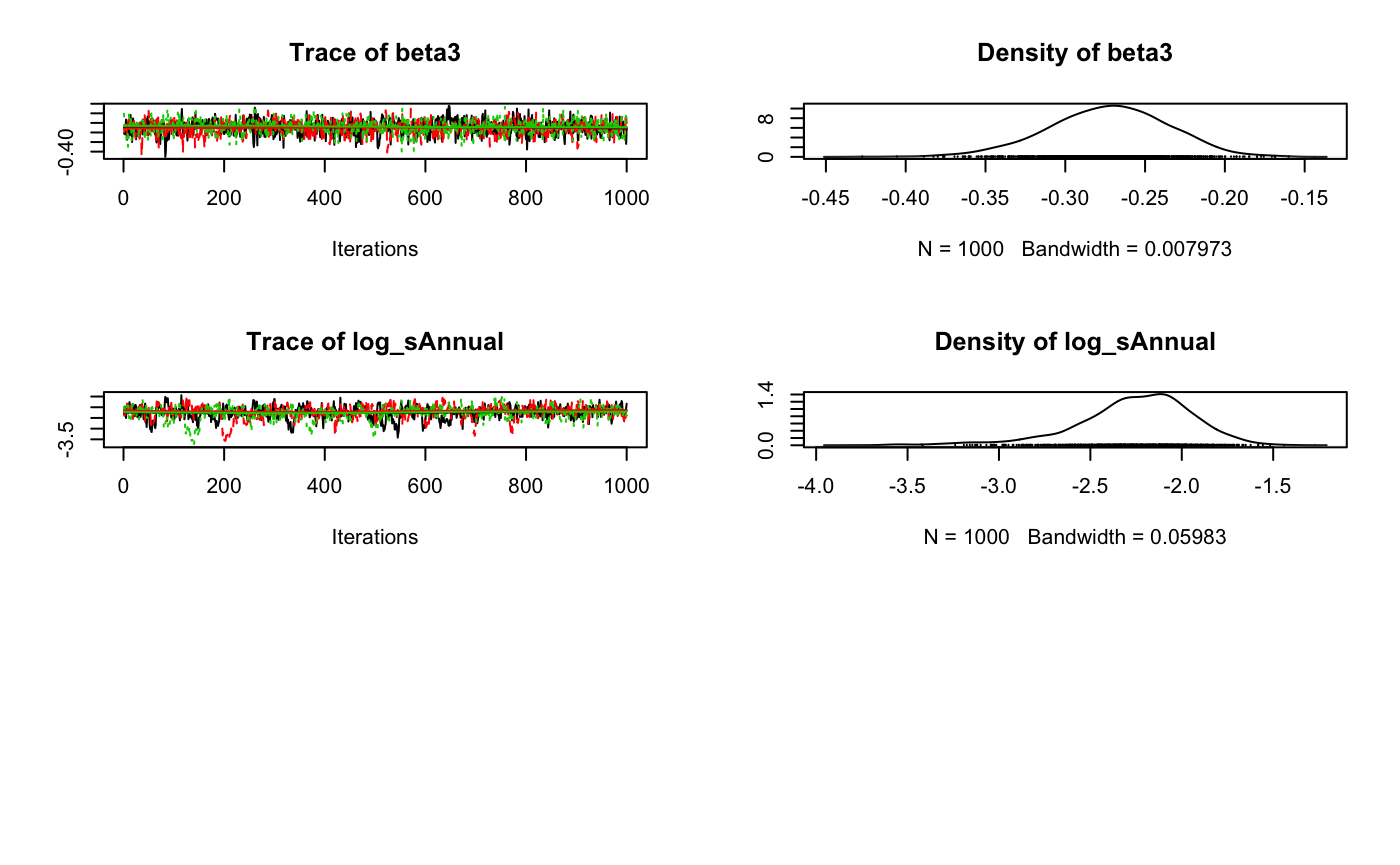 Trace of beta3
-0.40
0 200 400 600 800 1000
Iterations
Density of beta3
8
0
-0.45 -0.40 -0.35 -0.30 -0.25 -0.20 -0.15
N = 1000 Bandwidth = 0.007973
Trace of log_sAnnual
-3.5
0 200 400 600 800 1000
Iterations
Density of log_sAnnual
1.4
0.0
-4.0 -3.5 -3.0 -2.5 -2.0 -1.5
N = 1000 Bandwidth = 0.05983